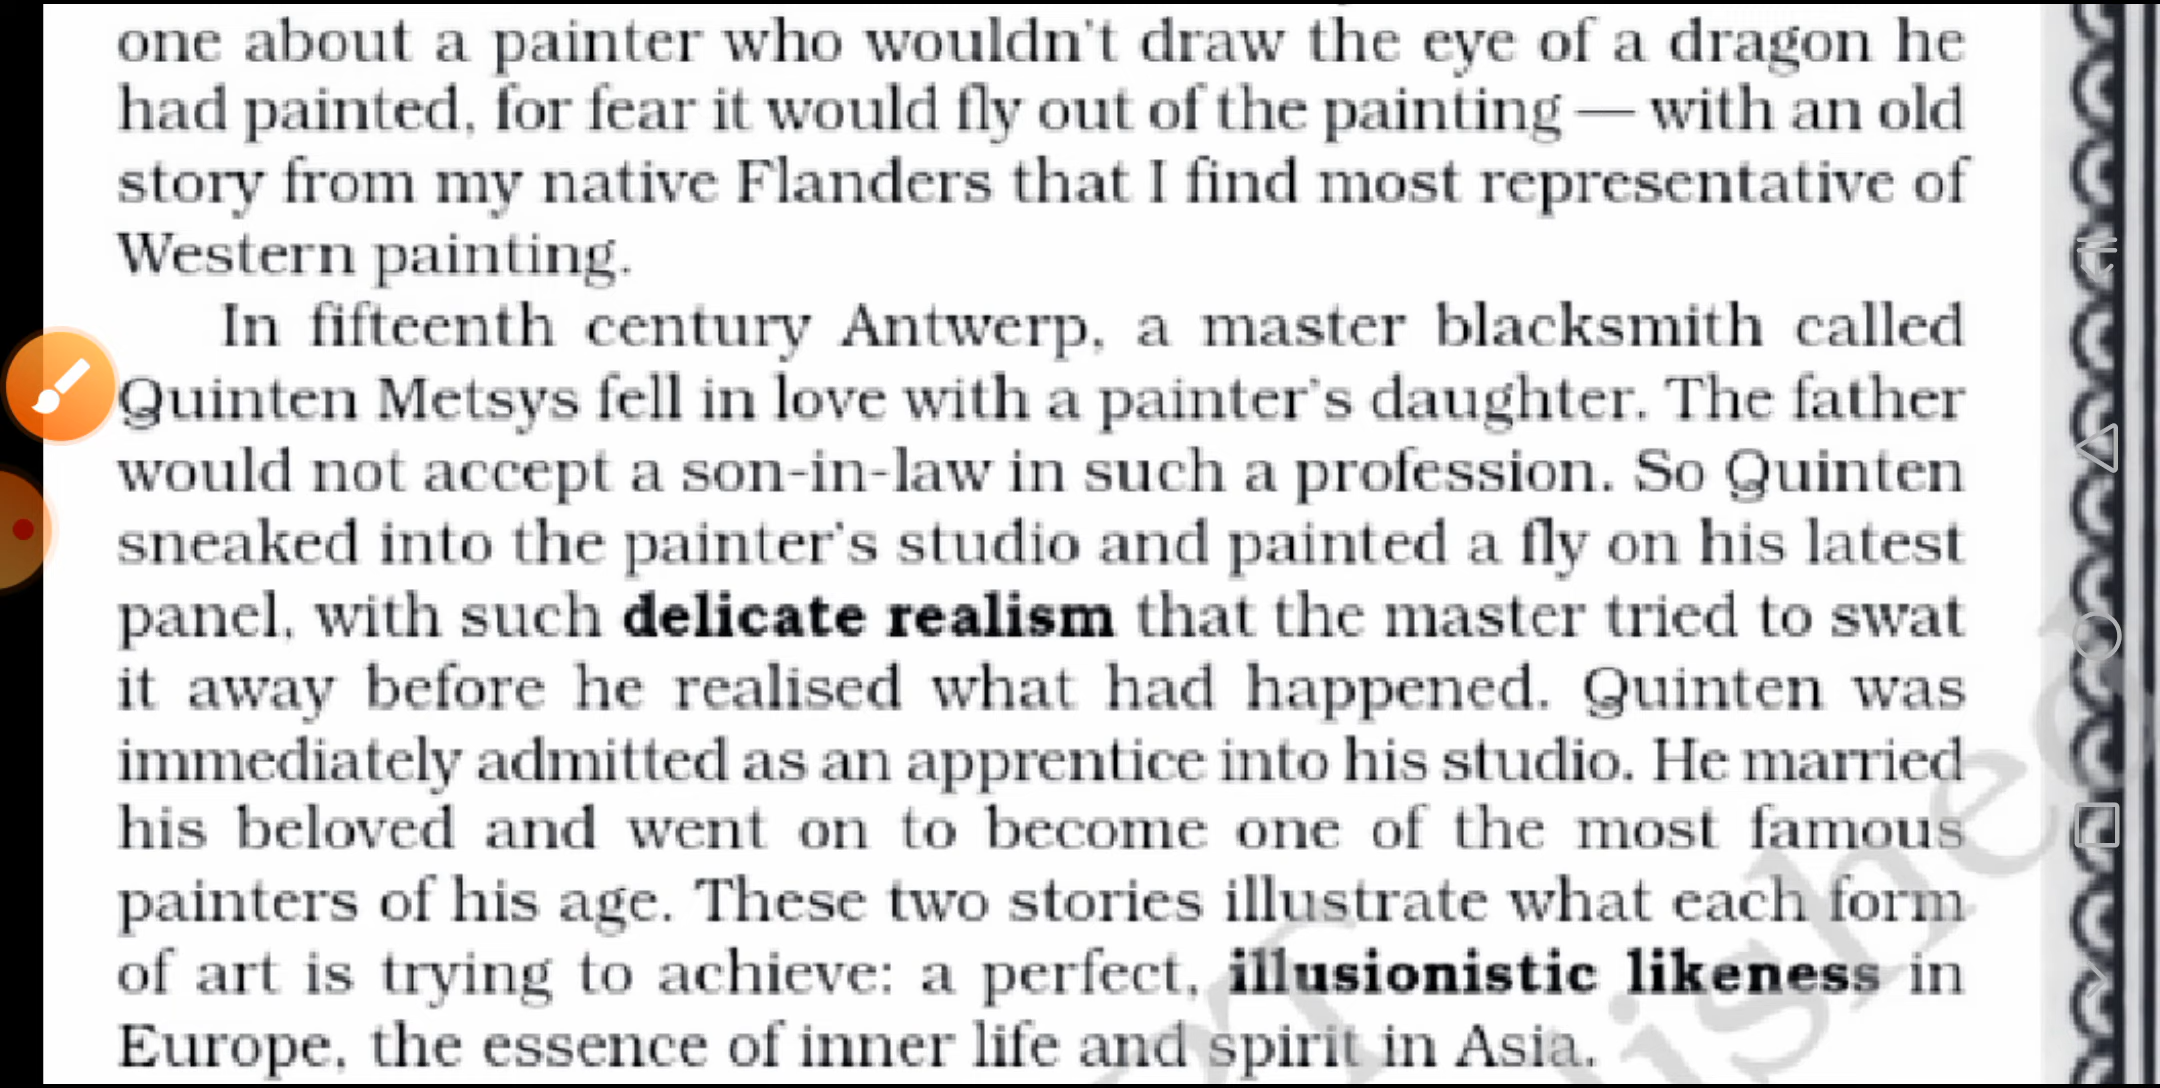 one about a painter who wouldn't draw the eye of a dragon he
had painted, for fear it would fly out of the painting — with an old
story from my native Flanders that I find most representative of
Western painting.
In fifteenth century Antwerp, a master blacksmith called
Quinten Metsys fell in love with a painter's daughter. The father
would not accept a son-in-law in such a profession. So Quinten
sneaked into the painter's studio and painted a fly on his latest
panel, with such delicate realism that the master tried to swat
it away before he realised what had happened. Quinten was
immediately admitted as an apprentice into his studio. He married
his beloved and went on to become one of the most famous
painters of his age. These two stories illustrate what each form
of art is trying to achieve: a perfect, illusionistic likeness in
Europe, the essence of inner life and spirit in Asia.